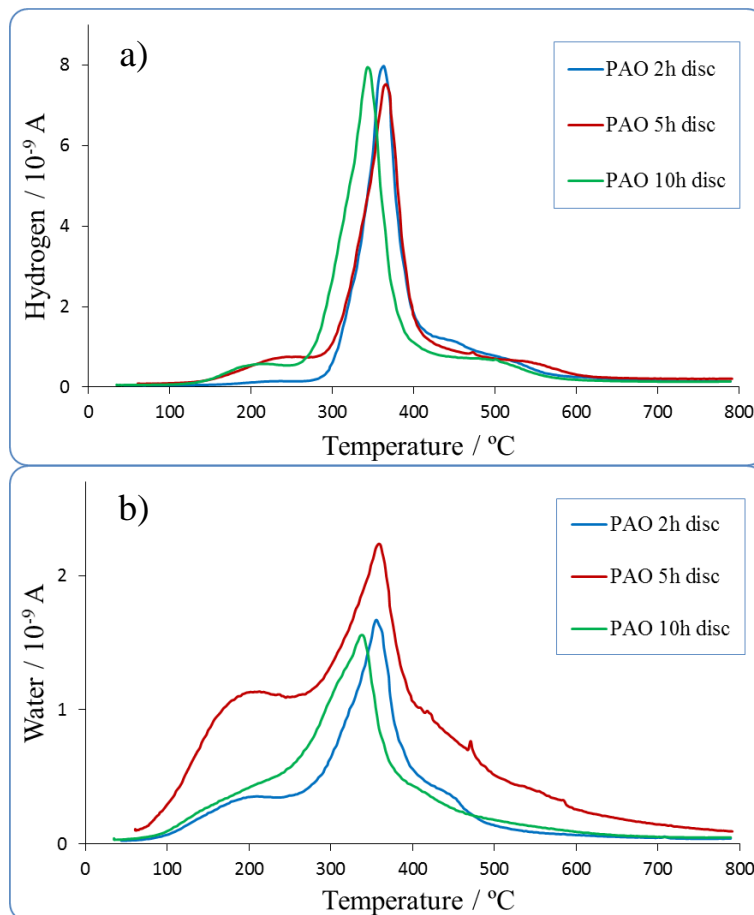 a)
Hydrogen / 10⁻⁹ A
8
6
4
2
0
PAO 2h disc
PAO 5h disc
PAO 10h disc
0 100 200 300 400 500 600 700 800
Temperature / ºC
b)
Water / 10⁻⁹ A
2
1
0
PAO 2h disc
PAO 5h disc
PAO 10h disc
0 100 200 300 400 500 600 700 800
Temperature / ºC